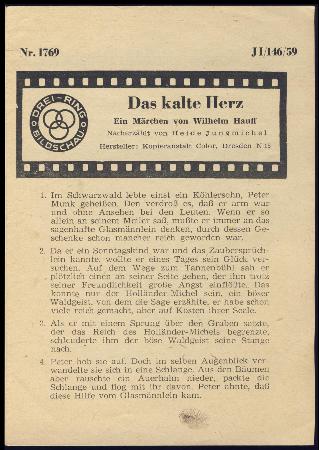 Nr. 1769
J I/146/59
DREI-RING
BILDSCHAU
Das kalte Herz
Ein Märchen von Wilhelm Hauff
Nacherzählt von Heide Jungmichel
Hersteller: Kopieranstalt Color, Dresden N 15
1. Im Schwarzwald lebte einst ein Köhlersohn, Peter
Munk geheißen. Den verdroß es, daß er arm war
und ohne Ansehen bei den Leuten. Wenn er so
allein an seinem Meiler saß, mußte er immer an das
sagenhafte Glasmännlein denken, durch dessen Ge-
schenke schon mancher reich geworden war.
2. Da er ein Sonntagskind war und das Zaubersprüch-
lein kannte, wollte er eines Tages sein Glück ver-
suchen. Auf dem Wege zum Tannenbühl sah er
plötzlich einen an seiner Seite gehen, der ihm trotz
seiner Freundlichkeit große Angst einflößte. Das
konnte nur der Holländer-Michel sein, ein böser
Waldgeist, von dem die Sage erzählte, er habe schon
viele reich gemacht, aber auf Kosten ihrer Seele.
3. Als er mit einem Sprung über den Graben setzte,
der das Reich des Holländer-Michels begrenzte,
schleuderte ihm der böse Waldgeist seine Stange
nach.
4. Peter hob sie auf. Doch im selben Augenblick ver-
wandelte sie sich in eine Schlange. Aus den Bäumen
aber rauschte ein Auerhahn nieder, packte die
Schlange und flog mit ihr davon. Peter ahnte, daß
diese Hilfe vom Glasmännlein kam.